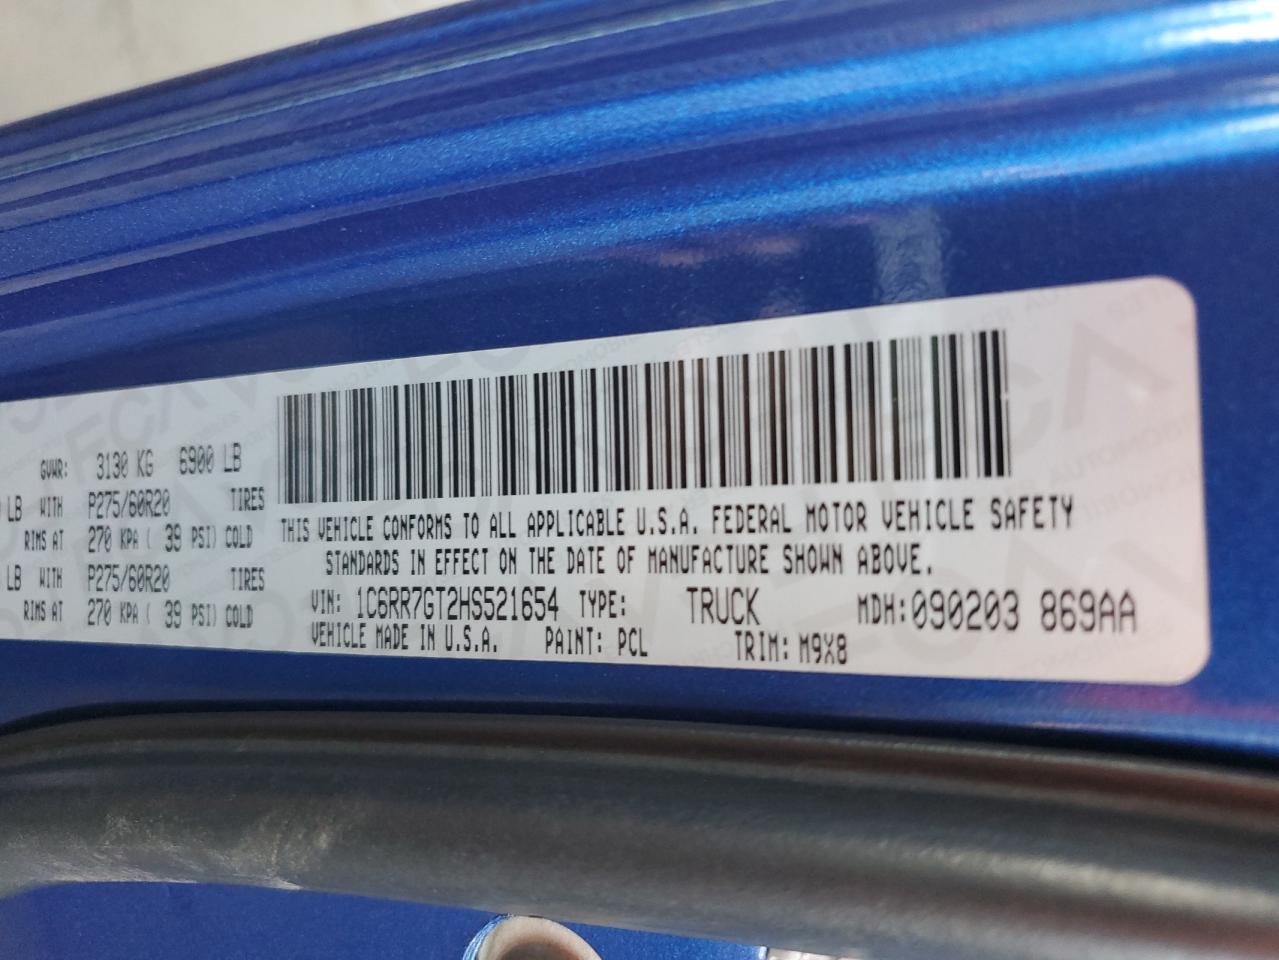 GVWR: 3130 KG 6900 LB
LB WITH P275/60R20 TIRES
RIMS AT 270 KPA ( 39 PSI) COLD
LB WITH P275/60R20 TIRES
RIMS AT 270 KPA ( 39 PSI) COLD
THIS VEHICLE CONFORMS TO ALL APPLICABLE U.S.A. FEDERAL MOTOR VEHICLE SAFETY
STANDARDS IN EFFECT ON THE DATE OF MANUFACTURE SHOWN ABOVE.
VIN: 1C6RR7GT2HS521654 TYPE: TRUCK MDH:090203 869AA
VEHICLE MADE IN U.S.A. PAINT: PCL TRIM: M9X8